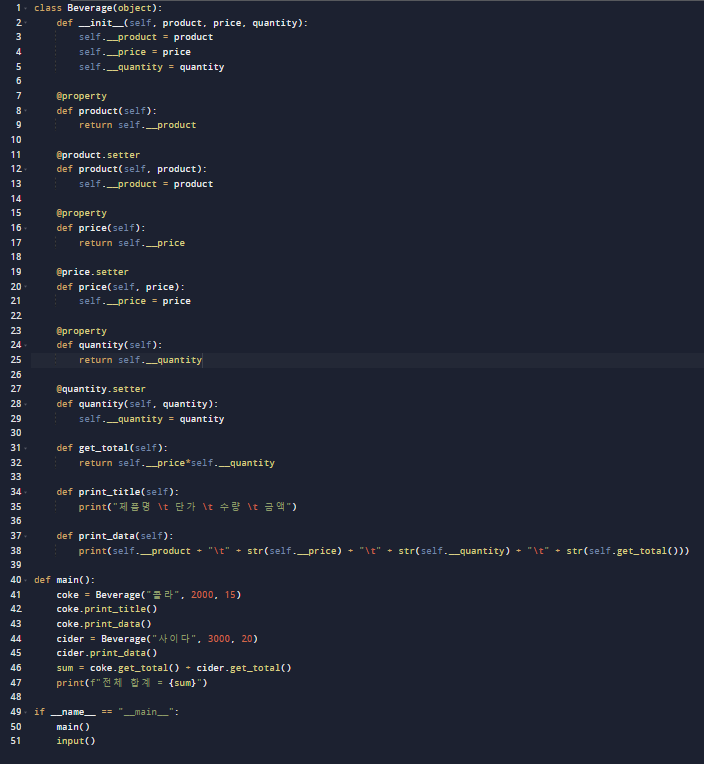 1 class Beverage(object):
2 def __init__(self, product, price, quantity):
3 self.__product = product
4 self.__price = price
5 self.__quantity = quantity
6
7 @property
8 def product(self):
9 return self.__product
10
11 @product.setter
12 def product(self, product):
13 self.__product = product
14
15 @property
16 def price(self):
17 return self.__price
18
19 @price.setter
20 def price(self, price):
21 self.__price = price
22
23 @property
24 def quantity(self):
25 return self.__quantity
26
27 @quantity.setter
28 def quantity(self, quantity):
29 self.__quantity = quantity
30
31 def get_total(self):
32 return self.__price*self.__quantity
33
34 def print_title(self):
35 print("제품명 \t 단가 \t 수량 \t 금액")
36
37 def print_data(self):
38 print(self.__product + "\t" + str(self.__price) + "\t" + str(self.__quantity) + "\t" + str(self.get_total()))
39
40 def main():
41 coke = Beverage("콜라", 2000, 15)
42 coke.print_title()
43 coke.print_data()
44 cider = Beverage("사이다", 3000, 20)
45 cider.print_data()
46 sum = coke.get_total() + cider.get_total()
47 print(f"전체 합계 = {sum}")
48
49 if __name__ == "__main__":
50 main()
51 input()